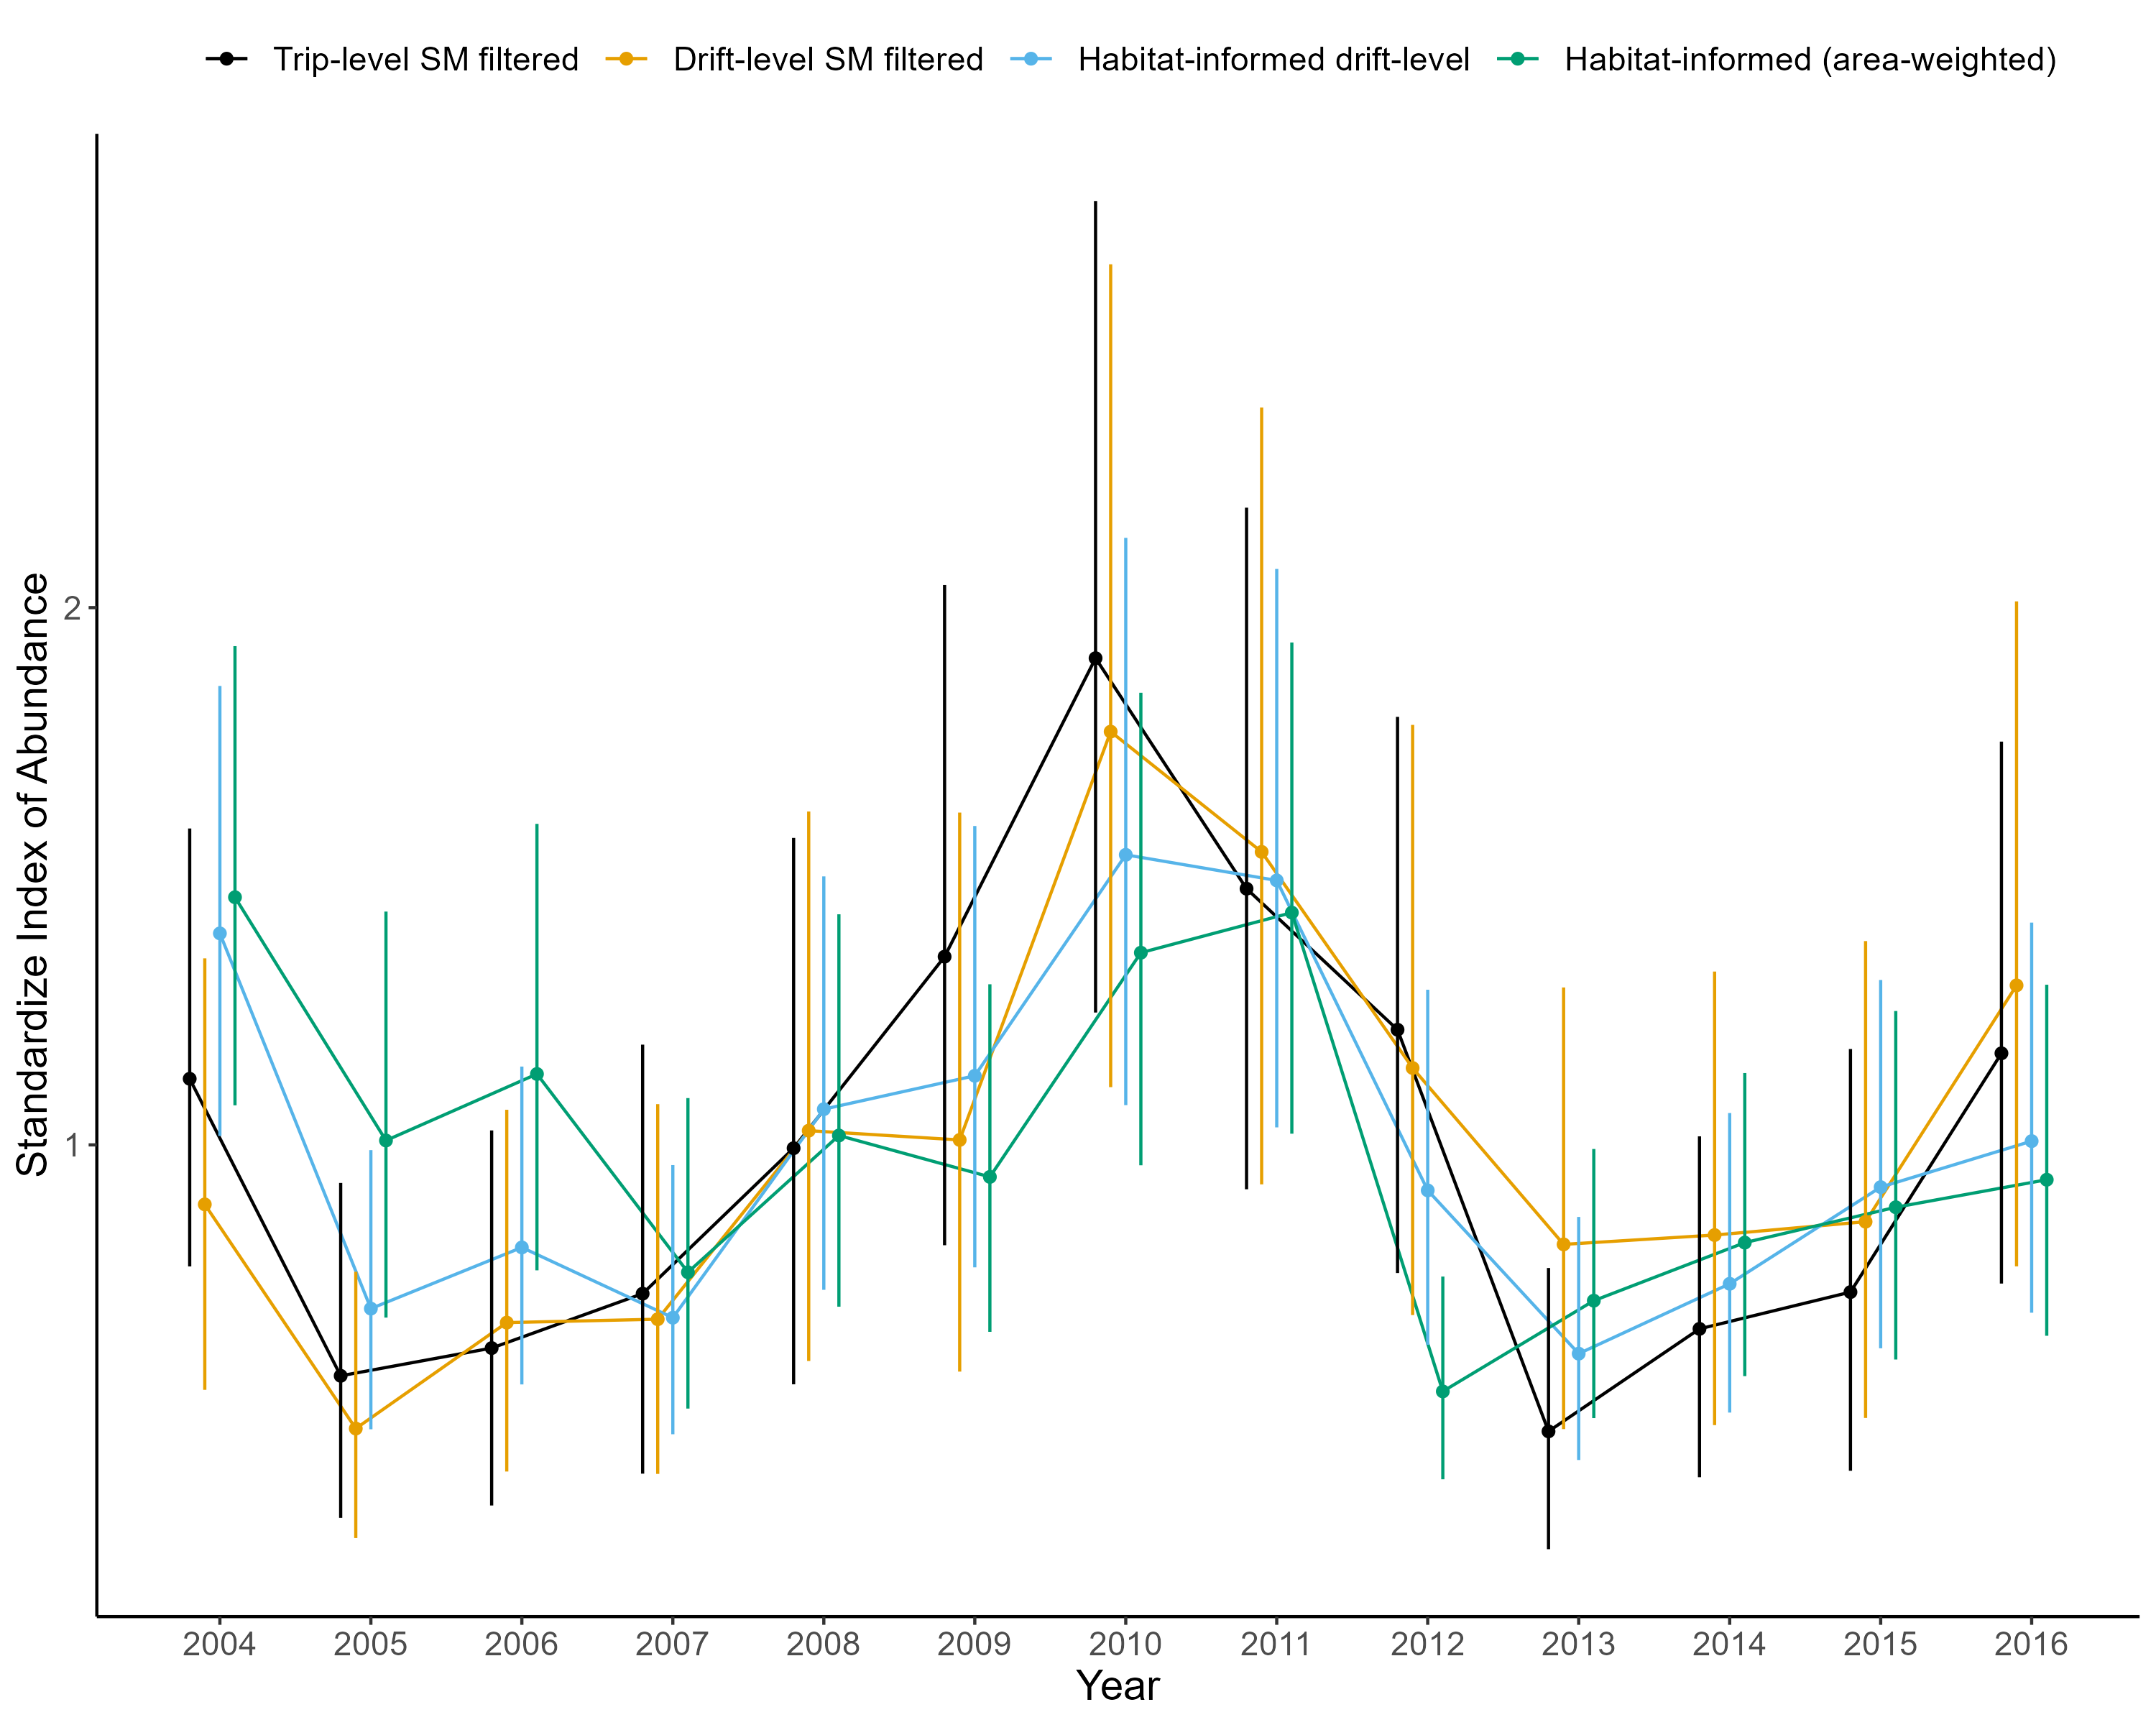 Trip-level SM filtered Drift-level SM filtered Habitat-informed drift-level Habitat-informed (area-weighted)
Standardize Index of Abundance
2
1
2004 2005 2006 2007 2008 2009 2010 2011 2012 2013 2014 2015 2016
Year